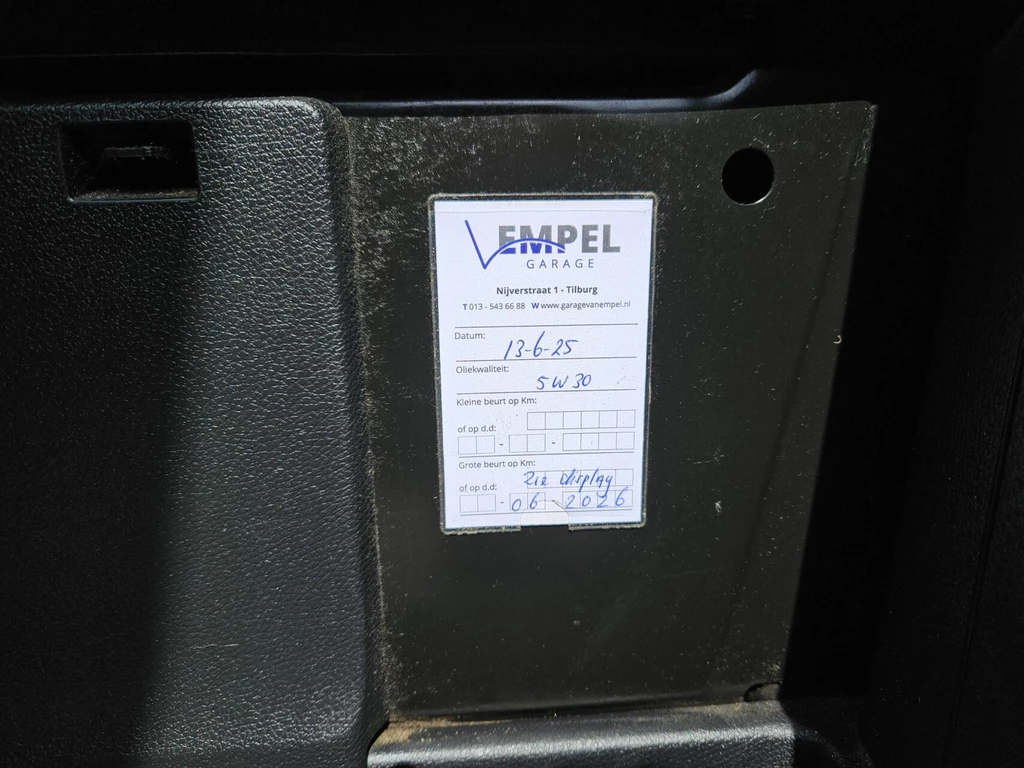 V EMPEL
GARAGE
Nijverstraat 1 - Tilburg
T 013 - 543 66 88 W www.garagevanempel.nl
Datum: 13-6-25
Oliekwaliteit: 5W30
Kleine beurt op Km:
of op d.d:
- -
Grote beurt op Km: Zie display
of op d.d: - 06 - 2026